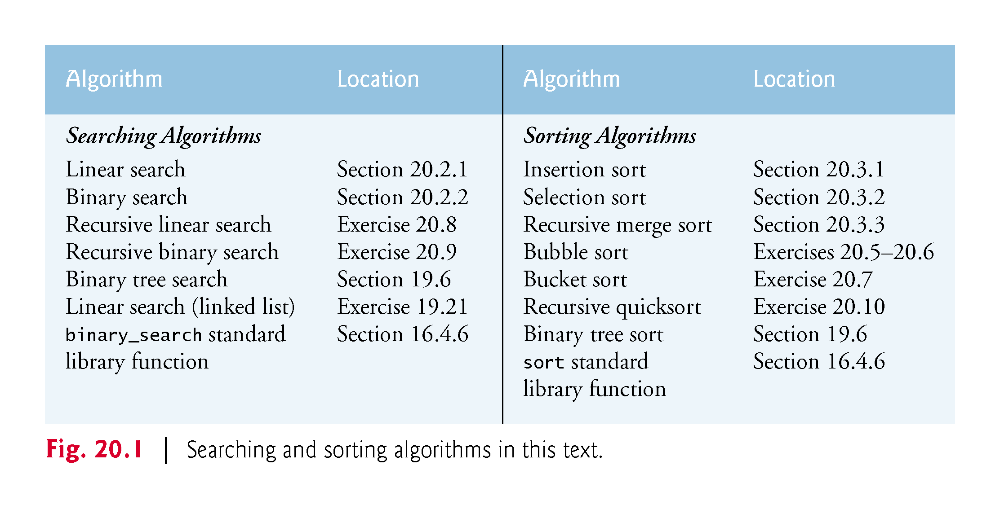 Algorithm Location Algorithm Location
Searching Algorithms Sorting Algorithms
Linear search Section 20.2.1 Insertion sort Section 20.3.1
Binary search Section 20.2.2 Selection sort Section 20.3.2
Recursive linear search Exercise 20.8 Recursive merge sort Section 20.3.3
Recursive binary search Exercise 20.9 Bubble sort Exercises 20.5–20.6
Binary tree search Section 19.6 Bucket sort Exercise 20.7
Linear search (linked list) Exercise 19.21 Recursive quicksort Exercise 20.10
binary_search standard Section 16.4.6 Binary tree sort Section 19.6
library function sort standard Section 16.4.6
library function
Fig. 20.1 | Searching and sorting algorithms in this text.